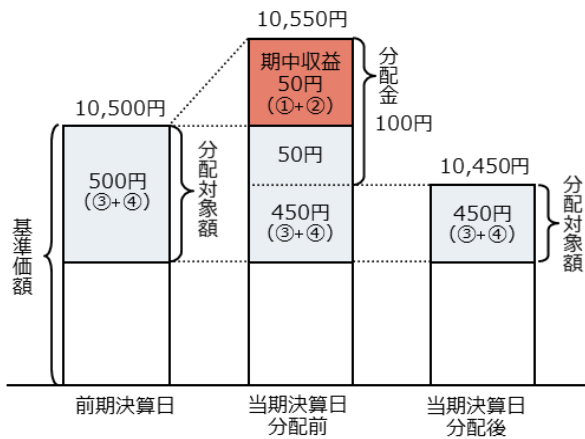 10,550円
期中収益
50円
(①+②)
分配金
100円
10,500円
500円
(③+④)
分配対象額
50円
450円
(③+④)
10,450円
450円
(③+④)
分配対象額
基準価額
前期決算日
当期決算日
分配前
当期決算日
分配後